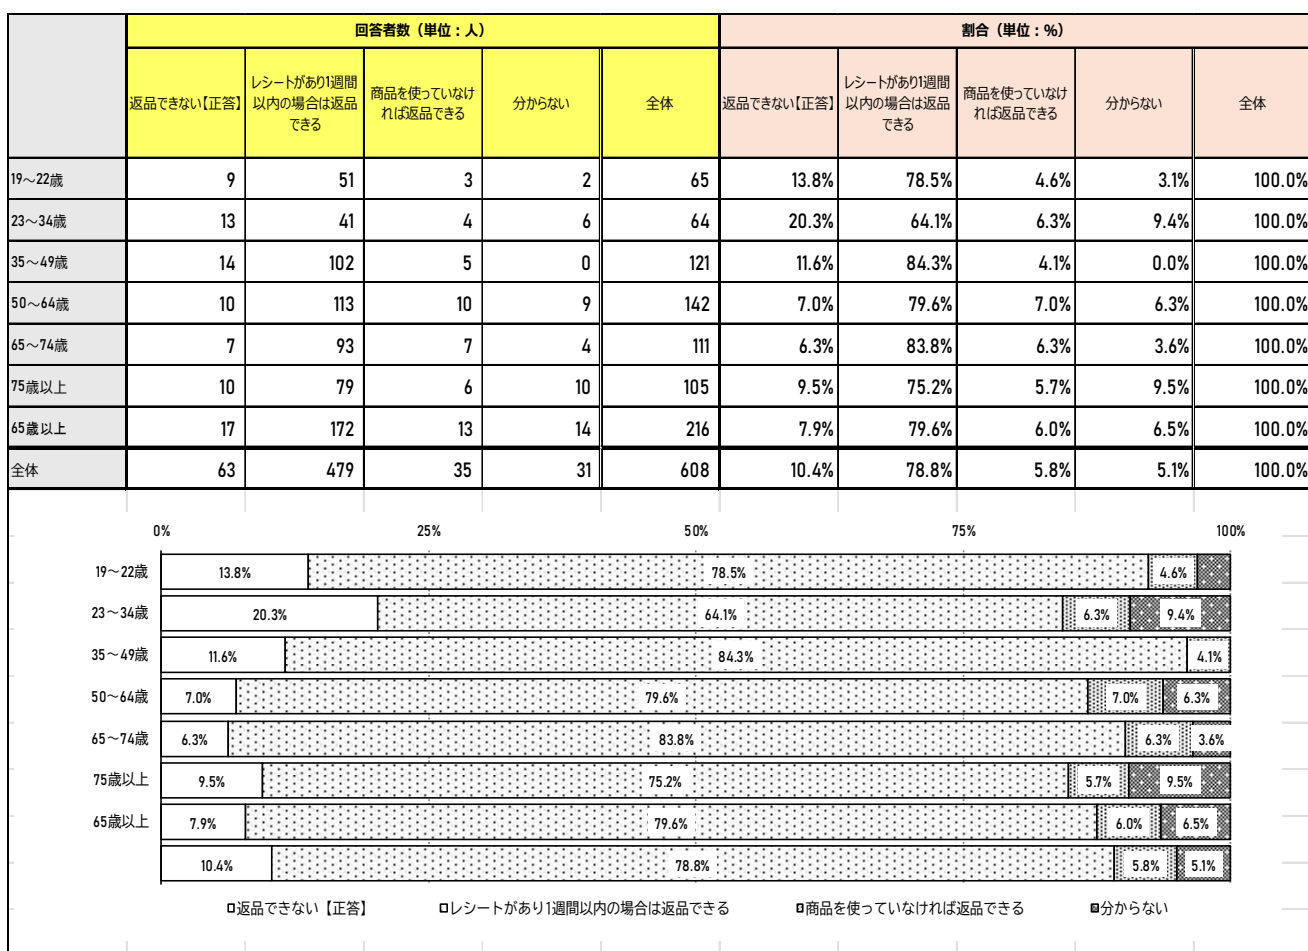 回答者数（単位：人） 割合（単位：％）
返品できない【正答】 レシートがあり1週間以内の場合は返品できる 商品を使っていなければ返品できる 分からない 全体 返品できない【正答】 レシートがあり1週間以内の場合は返品できる 商品を使っていなければ返品できる 分からない 全体
19～22歳 9 51 3 2 65 13.8% 78.5% 4.6% 3.1% 100.0%
23～34歳 13 41 4 6 64 20.3% 64.1% 6.3% 9.4% 100.0%
35～49歳 14 102 5 0 121 11.6% 84.3% 4.1% 0.0% 100.0%
50～64歳 10 113 10 9 142 7.0% 79.6% 7.0% 6.3% 100.0%
65～74歳 7 93 7 4 111 6.3% 83.8% 6.3% 3.6% 100.0%
75歳以上 10 79 6 10 105 9.5% 75.2% 5.7% 9.5% 100.0%
65歳以上 17 172 13 14 216 7.9% 79.6% 6.0% 6.5% 100.0%
全体 63 479 35 31 608 10.4% 78.8% 5.8% 5.1% 100.0%
0% 25% 50% 75% 100%
19～22歳 13.8% 78.5% 4.6%
23～34歳 20.3% 64.1% 6.3% 9.4%
35～49歳 11.6% 84.3% 4.1%
50～64歳 7.0% 79.6% 7.0% 6.3%
65～74歳 6.3% 83.8% 6.3% 3.6%
75歳以上 9.5% 75.2% 5.7% 9.5%
65歳以上 7.9% 79.6% 6.0% 6.5%
10.4% 78.8% 5.8% 5.1%
返品できない【正答】 レシートがあり1週間以内の場合は返品できる 商品を使っていなければ返品できる 分からない